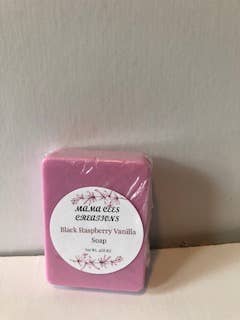 MAMA CEES
CREATIONS
Black Raspberry Vanilla
Soap